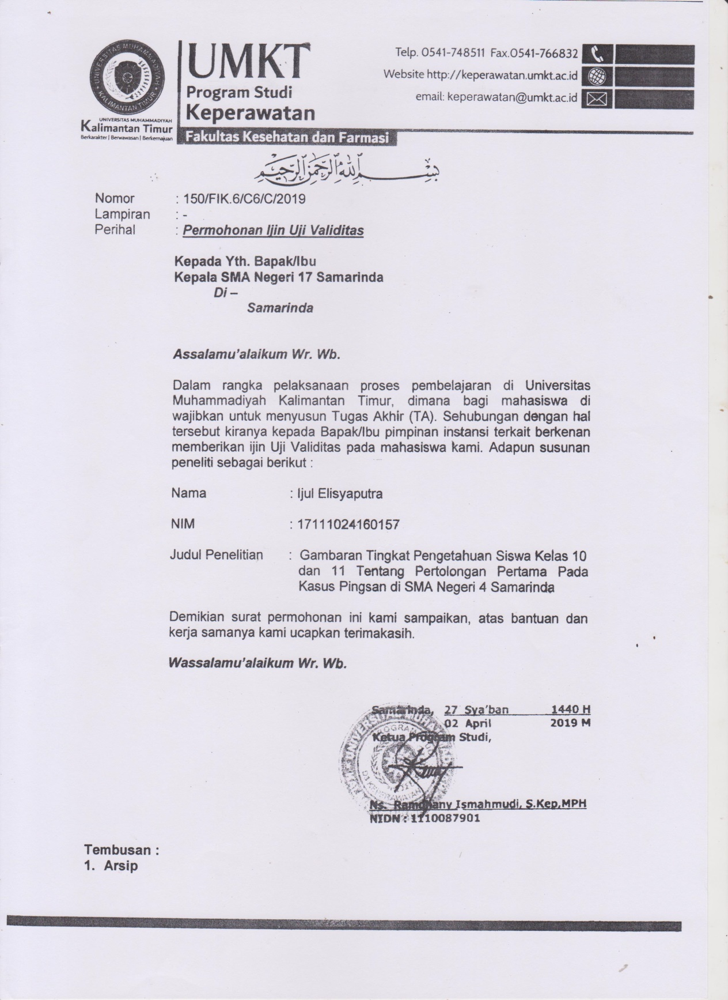 UNIVERSITAS MUHAMMADIYAH
KALIMANTAN TIMUR
UNIVERSITAS MUHAMMADIYAH
Kalimantan Timur
Berkarakter | Berwawasan | Berkemajuan
UMKT
Program Studi
Keperawatan
Fakultas Kesehatan dan Farmasi
Telp. 0541-748511 Fax.0541-766832
Website http://keperawatan.umkt.ac.id
email: keperawatan@umkt.ac.id
بِسْمِ اللهِ الرَّحْمٰنِ الرَّحِيْمِ
Nomor : 150/FIK.6/C6/C/2019
Lampiran : -
Perihal : Permohonan Ijin Uji Validitas
Kepada Yth. Bapak/Ibu
Kepala SMA Negeri 17 Samarinda
Di –
Samarinda
Assalamu’alaikum Wr. Wb.
Dalam rangka pelaksanaan proses pembelajaran di Universitas
Muhammadiyah Kalimantan Timur, dimana bagi mahasiswa di
wajibkan untuk menyusun Tugas Akhir (TA). Sehubungan dengan hal
tersebut kiranya kepada Bapak/Ibu pimpinan instansi terkait berkenan
memberikan ijin Uji Validitas pada mahasiswa kami. Adapun susunan
peneliti sebagai berikut :
Nama : Ijul Elisyaputra
NIM : 17111024160157
Judul Penelitian : Gambaran Tingkat Pengetahuan Siswa Kelas 10
dan 11 Tentang Pertolongan Pertama Pada
Kasus Pingsan di SMA Negeri 4 Samarinda
Demikian surat permohonan ini kami sampaikan, atas bantuan dan
kerja samanya kami ucapkan terimakasih.
Wassalamu’alaikum Wr. Wb.
Samarinda, 27 Sya’ban 1440 H
02 April 2019 M
Ketua Program Studi,
Ns. Ramdhany Ismahmudi, S.Kep,MPH
NIDN : 1110087901
Tembusan :
1. Arsip